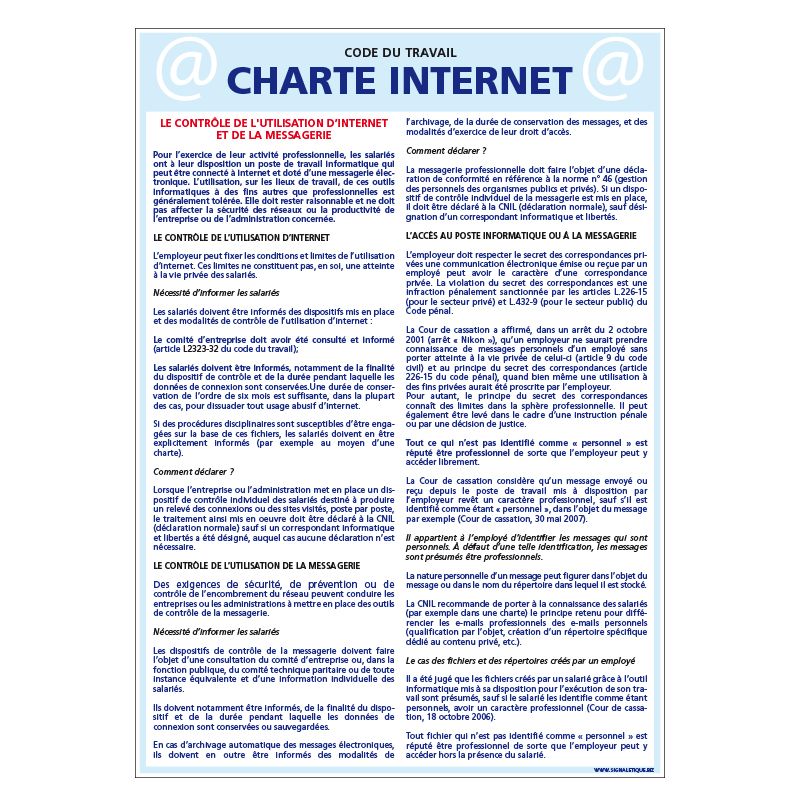 @
CODE DU TRAVAIL
CHARTE INTERNET
@
LE CONTRÔLE DE L'UTILISATION D'INTERNET
ET DE LA MESSAGERIE
Pour l'exercice de leur activité professionnelle, les salariés
ont à leur disposition un poste de travail informatique qui
peut être connecté à internet et doté d'une messagerie élec-
tronique. L'utilisation, sur les lieux de travail, de ces outils
informatiques à des fins autres que professionnelles est
généralement tolérée. Elle doit rester raisonnable et ne doit
pas affecter la sécurité des réseaux ou la productivité de
l'entreprise ou de l'administration concernée.
LE CONTRÔLE DE L'UTILISATION D'INTERNET
L'employeur peut fixer les conditions et limites de l'utilisation
d'internet. Ces limites ne constituent pas, en soi, une atteinte
à la vie privée des salariés.
Nécessité d'informer les salariés
Les salariés doivent être informés des dispositifs mis en place
et des modalités de contrôle de l'utilisation d'internet :
Le comité d'entreprise doit avoir été consulté et informé
(article L2323-32 du code du travail);
Les salariés doivent être informés, notamment de la finalité
du dispositif de contrôle et de la durée pendant laquelle les
données de connexion sont conservées.Une durée de conser-
vation de l'ordre de six mois est suffisante, dans la plupart
des cas, pour dissuader tout usage abusif d'internet.
Si des procédures disciplinaires sont susceptibles d'être enga-
gées sur la base de ces fichiers, les salariés doivent en être
explicitement informés (par exemple au moyen d'une
charte).
Comment déclarer ?
Lorsque l'entreprise ou l'administration met en place un dis-
positif de contrôle individuel des salariés destiné à produire
un relevé des connexions ou des sites visités, poste par poste,
le traitement ainsi mis en oeuvre doit être déclaré à la CNIL
(déclaration normale) sauf si un correspondant informatique
et libertés a été désigné, auquel cas aucune déclaration n'est
nécessaire.
LE CONTRÔLE DE L'UTILISATION DE LA MESSAGERIE
Des exigences de sécurité, de prévention ou de
contrôle de l'encombrement du réseau peuvent conduire les
entreprises ou les administrations à mettre en place des outils
de contrôle de la messagerie.
Nécessité d'informer les salariés
Les dispositifs de contrôle de la messagerie doivent faire
l'objet d'une consultation du comité d'entreprise ou, dans la
fonction publique, du comité technique paritaire ou de toute
instance équivalente et d'une information individuelle des
salariés.
Ils doivent notamment être informés, de la finalité du dispo-
sitif et de la durée pendant laquelle les données de
connexion sont conservées ou sauvegardées.
En cas d'archivage automatique des messages électroniques,
ils doivent en outre être informés des modalités de
l'archivage, de la durée de conservation des messages, et des
modalités d'exercice de leur droit d'accès.
Comment déclarer ?
La messagerie professionnelle doit faire l'objet d'une décla-
ration de conformité en référence à la norme n° 46 (gestion
des personnels des organismes publics et privés). Si un dispo-
sitif de contrôle individuel de la messagerie est mis en place,
il doit être déclaré à la CNIL (déclaration normale), sauf dési-
gnation d'un correspondant informatique et libertés.
L'ACCÈS AU POSTE INFORMATIQUE OU À LA MESSAGERIE
L'employeur doit respecter le secret des correspondances pri-
vées une communication électronique émise ou reçue par un
employé peut avoir le caractère d'une correspondance
privée. La violation du secret des correspondances est une
infraction pénalement sanctionnée par les articles L.226-15
(pour le secteur privé) et L.432-9 (pour le secteur public) du
Code pénal.
La Cour de cassation a affirmé, dans un arrêt du 2 octobre
2001 (arrêt « Nikon »), qu'un employeur ne saurait prendre
connaissance de messages personnels d'un employé sans
porter atteinte à la vie privée de celui-ci (article 9 du code
civil) et au principe du secret des correspondances (article
226-15 du code pénal), quand bien même une utilisation à
des fins privées aurait été proscrite par l'employeur.
Pour autant, le principe du secret des correspondances
connaît des limites dans la sphère professionnelle. Il peut
également être levé dans le cadre d'une instruction pénale
ou par une décision de justice.
Tout ce qui n'est pas identifié comme « personnel » est
réputé être professionnel de sorte que l'employeur peut y
accéder librement.
La Cour de cassation considère qu'un message envoyé ou
reçu depuis le poste de travail mis à disposition par
l'employeur revêt un caractère professionnel, sauf s'il est
identifié comme étant « personnel », dans l'objet du message
par exemple (Cour de cassation, 30 mai 2007).
Il appartient à l'employé d'identifier les messages qui sont
personnels. À défaut d'une telle identification, les messages
sont présumés être professionnels.
La nature personnelle d'un message peut figurer dans l'objet du
message ou dans le nom du répertoire dans lequel il est stocké.
La CNIL recommande de porter à la connaissance des salariés
(par exemple dans une charte) le principe retenu pour diffé-
rencier les e-mails professionnels des e-mails personnels
(qualification par l'objet, création d'un répertoire spécifique
dédié au contenu privé, etc.).
Le cas des fichiers et des répertoires créés par un employé
Il a été jugé que les fichiers créés par un salarié grâce à l'outil
informatique mis à sa disposition pour l'exécution de son tra-
vail sont présumés, sauf si le salarié les identifie comme étant
personnels, avoir un caractère professionnel (Cour de cassa-
tion, 18 octobre 2006).
Tout fichier qui n'est pas identifié comme « personnel » est
réputé être professionnel de sorte que l'employeur peut y
accéder hors la présence du salarié.
WWW.SIGNALETIQUE.BIZ